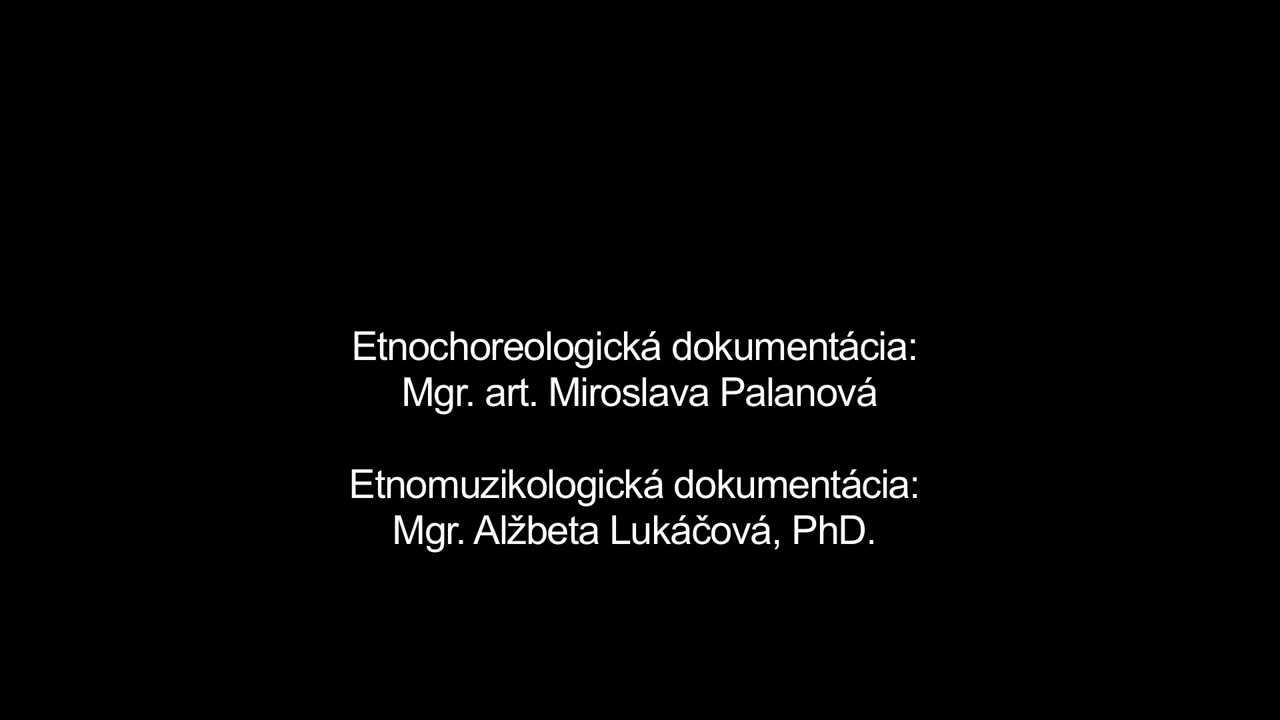 Etnochoreologická dokumentácia:
Mgr. art. Miroslava Palanová
Etnomuzikologická dokumentácia:
Mgr. Alžbeta Lukáčová, PhD.